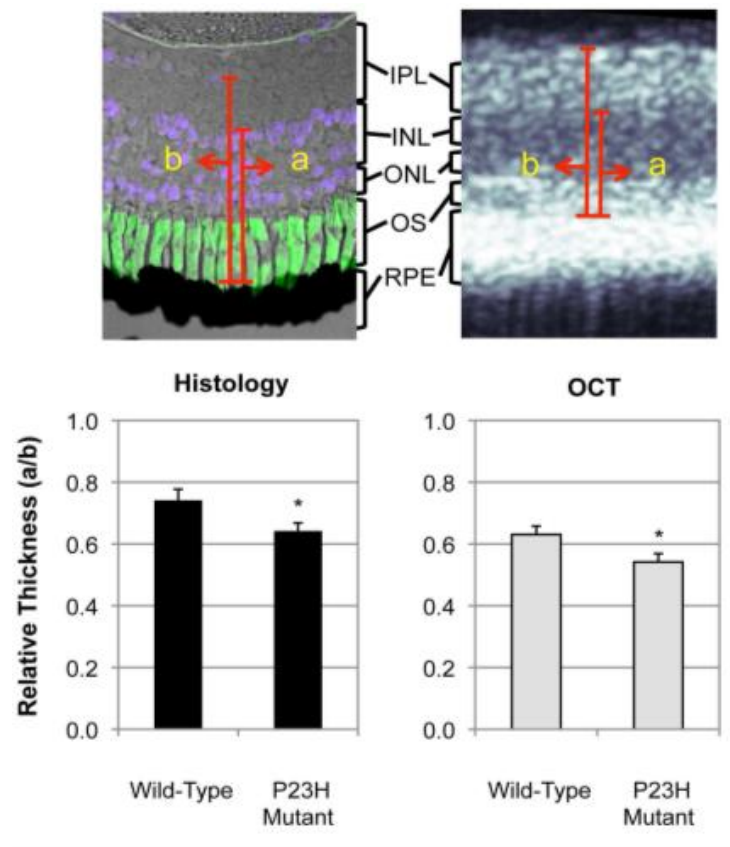 IPL
INL
ONL
OS
RPE
b
a
b
a
Histology
OCT
Relative Thickness (a/b)
1.0
0.8
0.6
0.4
0.2
0.0
*
Wild-Type
P23H
Mutant
1.0
0.8
0.6
0.4
0.2
0.0
*
Wild-Type
P23H
Mutant